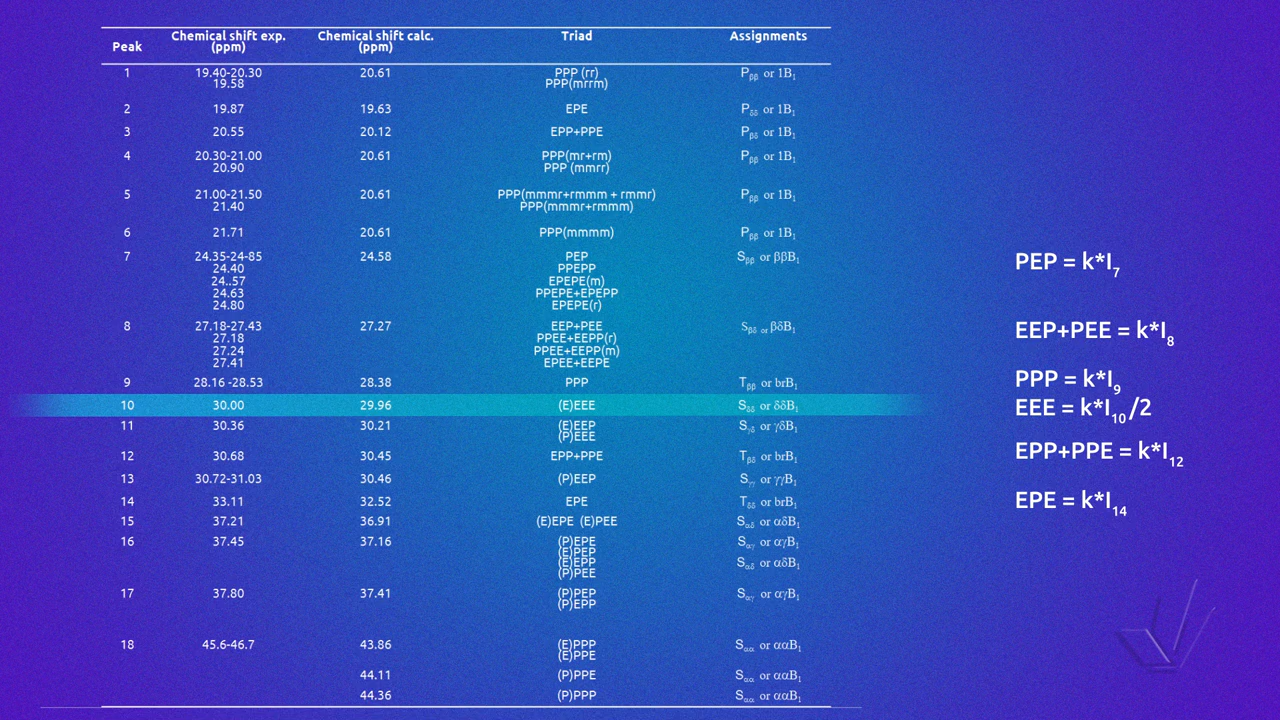 Peak Chemical shift exp. (ppm) Chemical shift calc. (ppm) Triad Assignments
1 19.40-20.30 20.61 PPP (rr) Pββ or 1B1
19.58 PPP(mrrm)
2 19.87 19.63 EPE Pδδ or 1B1
3 20.55 20.12 EPP+PPE Pβδ or 1B1
4 20.30-21.00 20.61 PPP(mr+rm) Pββ or 1B1
20.90 PPP (mmrr)
5 21.00-21.50 20.61 PPP(mmmr+rmmm + rmmr) Pββ or 1B1
21.40 PPP(mmmr+rmmm)
6 21.71 20.61 PPP(mmmm) Pββ or 1B1
7 24.35-24-85 24.58 PEP Sββ or ββB1
24.40 PPEPP
24..57 EPEPE(m)
24.63 PPEPE+EPEPP
24.80 EPEPE(r)
PEP = k*I7
8 27.18-27.43 27.27 EEP+PEE Sβδ or βδB1
27.18 PPEE+EEPP(r)
27.24 PPEE+EEPP(m)
27.41 EPEE+EEPE
EEP+PEE = k*I8
9 28.16 -28.53 28.38 PPP Tββ or brB1
PPP = k*I9
10 30.00 29.96 (E)EEE Sδδ or δδB1
EEE = k*I10/2
11 30.36 30.21 (E)EEP Sγδ or γδB1
(P)EEE
12 30.68 30.45 EPP+PPE Tβδ or brB1
EPP+PPE = k*I12
13 30.72-31.03 30.46 (P)EEP Sγγ or γγB1
14 33.11 32.52 EPE Tδδ or brB1
EPE = k*I14
15 37.21 36.91 (E)EPE (E)PEE Sαδ or αδB1
16 37.45 37.16 (P)EPE Sαγ or αγB1
(E)PEP
(E)EPP Sαδ or αδB1
(P)PEE
17 37.80 37.41 (P)PEP Sαγ or αγB1
(P)EPP
18 45.6-46.7 43.86 (E)PPP Sαα or ααB1
(E)PPE
44.11 (P)PPE Sαα or ααB1
44.36 (P)PPP Sαα or ααB1